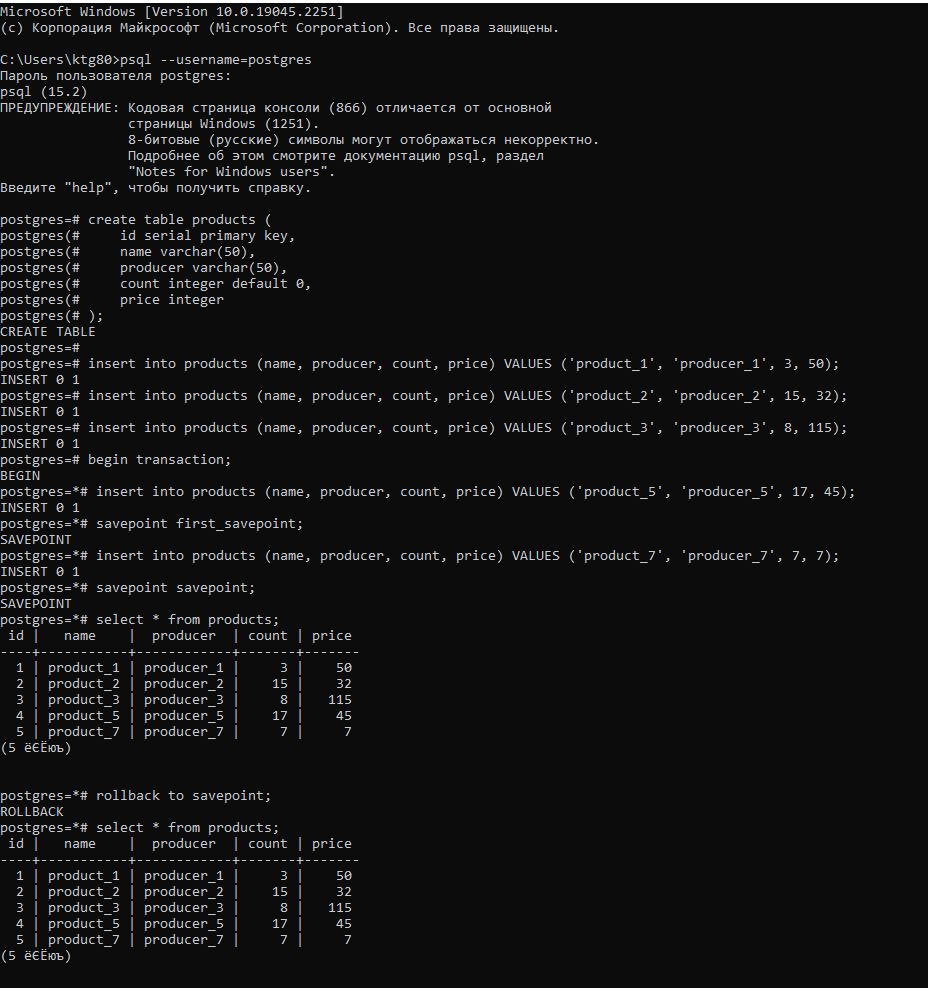 Microsoft Windows [Version 10.0.19045.2251]
(c) Корпорация Майкрософт (Microsoft Corporation). Все права защищены.
C:\Users\ktg80>psql --username=postgres
Пароль пользователя postgres:
psql (15.2)
ПРЕДУПРЕЖДЕНИЕ: Кодовая страница консоли (866) отличается от основной
                страницы Windows (1251).
                8-битовые (русские) символы могут отображаться некорректно.
                Подробнее об этом смотрите документацию psql, раздел
                "Notes for Windows users".
Введите "help", чтобы получить справку.
postgres=# create table products (
postgres(#     id serial primary key,
postgres(#     name varchar(50),
postgres(#     producer varchar(50),
postgres(#     count integer default 0,
postgres(#     price integer
postgres(# );
CREATE TABLE
postgres=#
postgres=# insert into products (name, producer, count, price) VALUES ('product_1', 'producer_1', 3, 50);
INSERT 0 1
postgres=# insert into products (name, producer, count, price) VALUES ('product_2', 'producer_2', 15, 32);
INSERT 0 1
postgres=# insert into products (name, producer, count, price) VALUES ('product_3', 'producer_3', 8, 115);
INSERT 0 1
postgres=# begin transaction;
BEGIN
postgres=*# insert into products (name, producer, count, price) VALUES ('product_5', 'producer_5', 17, 45);
INSERT 0 1
postgres=*# savepoint first_savepoint;
SAVEPOINT
postgres=*# insert into products (name, producer, count, price) VALUES ('product_7', 'producer_7', 7, 7);
INSERT 0 1
postgres=*# savepoint savepoint;
SAVEPOINT
postgres=*# select * from products;
 id |   name    |  producer  | count | price
----+-----------+------------+-------+-------
  1 | product_1 | producer_1 |     3 |    50
  2 | product_2 | producer_2 |    15 |    32
  3 | product_3 | producer_3 |     8 |   115
  4 | product_5 | producer_5 |    17 |    45
  5 | product_7 | producer_7 |     7 |     7
(5 ёЄЁюъ)
postgres=*# rollback to savepoint;
ROLLBACK
postgres=*# select * from products;
 id |   name    |  producer  | count | price
----+-----------+------------+-------+-------
  1 | product_1 | producer_1 |     3 |    50
  2 | product_2 | producer_2 |    15 |    32
  3 | product_3 | producer_3 |     8 |   115
  4 | product_5 | producer_5 |    17 |    45
  5 | product_7 | producer_7 |     7 |     7
(5 ёЄЁюъ)